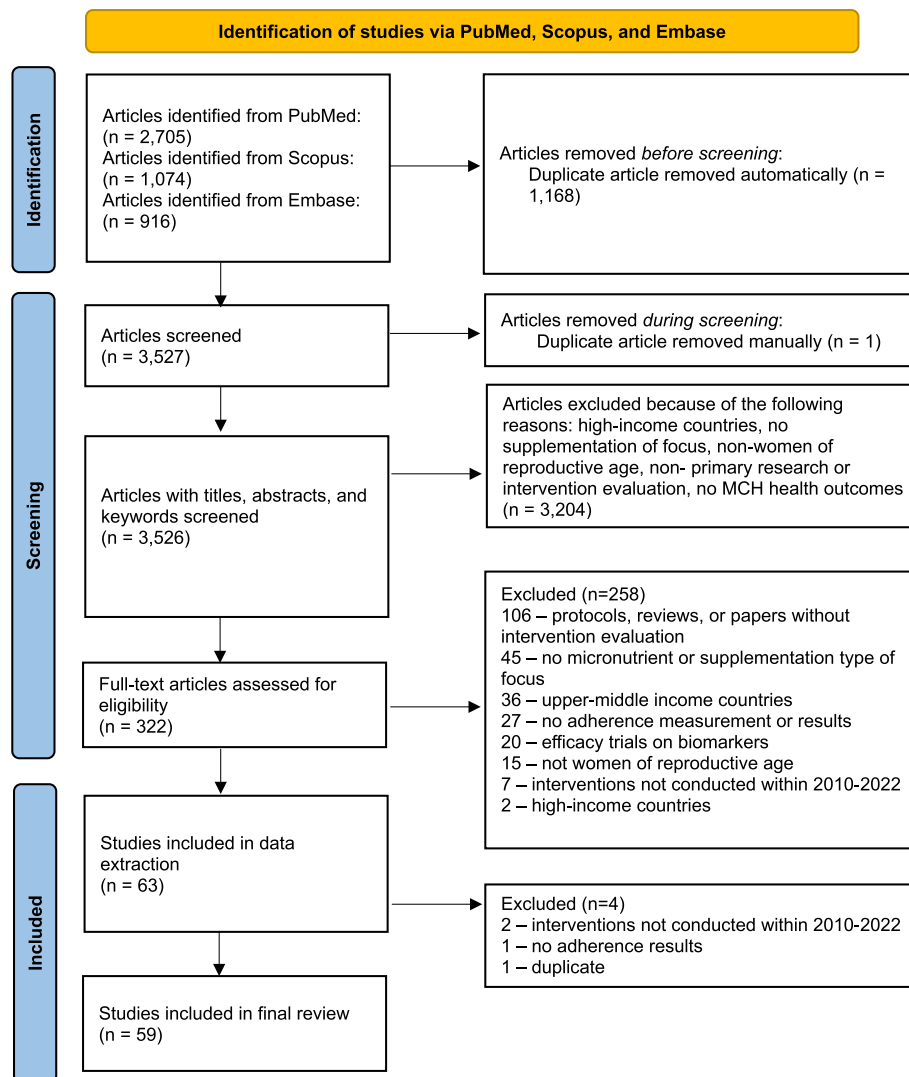 Identification of studies via PubMed, Scopus, and Embase
Identification
Articles identified from PubMed:
(n = 2,705)
Articles identified from Scopus:
(n = 1,074)
Articles identified from Embase:
(n = 916)
Articles removed before screening:
Duplicate article removed automatically (n =
1,168)
Screening
Articles screened
(n = 3,527)
Articles removed during screening:
Duplicate article removed manually (n = 1)
Articles with titles, abstracts, and
keywords screened
(n = 3,526)
Articles excluded because of the following
reasons: high-income countries, no
supplementation of focus, non-women of
reproductive age, non- primary research or
intervention evaluation, no MCH health outcomes
(n = 3,204)
Full-text articles assessed for
eligibility
(n = 322)
Excluded (n=258)
106 – protocols, reviews, or papers without
intervention evaluation
45 – no micronutrient or supplementation type of
focus
36 – upper-middle income countries
27 – no adherence measurement or results
20 – efficacy trials on biomarkers
15 – not women of reproductive age
7 – interventions not conducted within 2010-2022
2 – high-income countries
Included
Studies included in data
extraction
(n = 63)
Excluded (n=4)
2 – interventions not conducted within 2010-2022
1 – no adherence results
1 – duplicate
Studies included in final review
(n = 59)